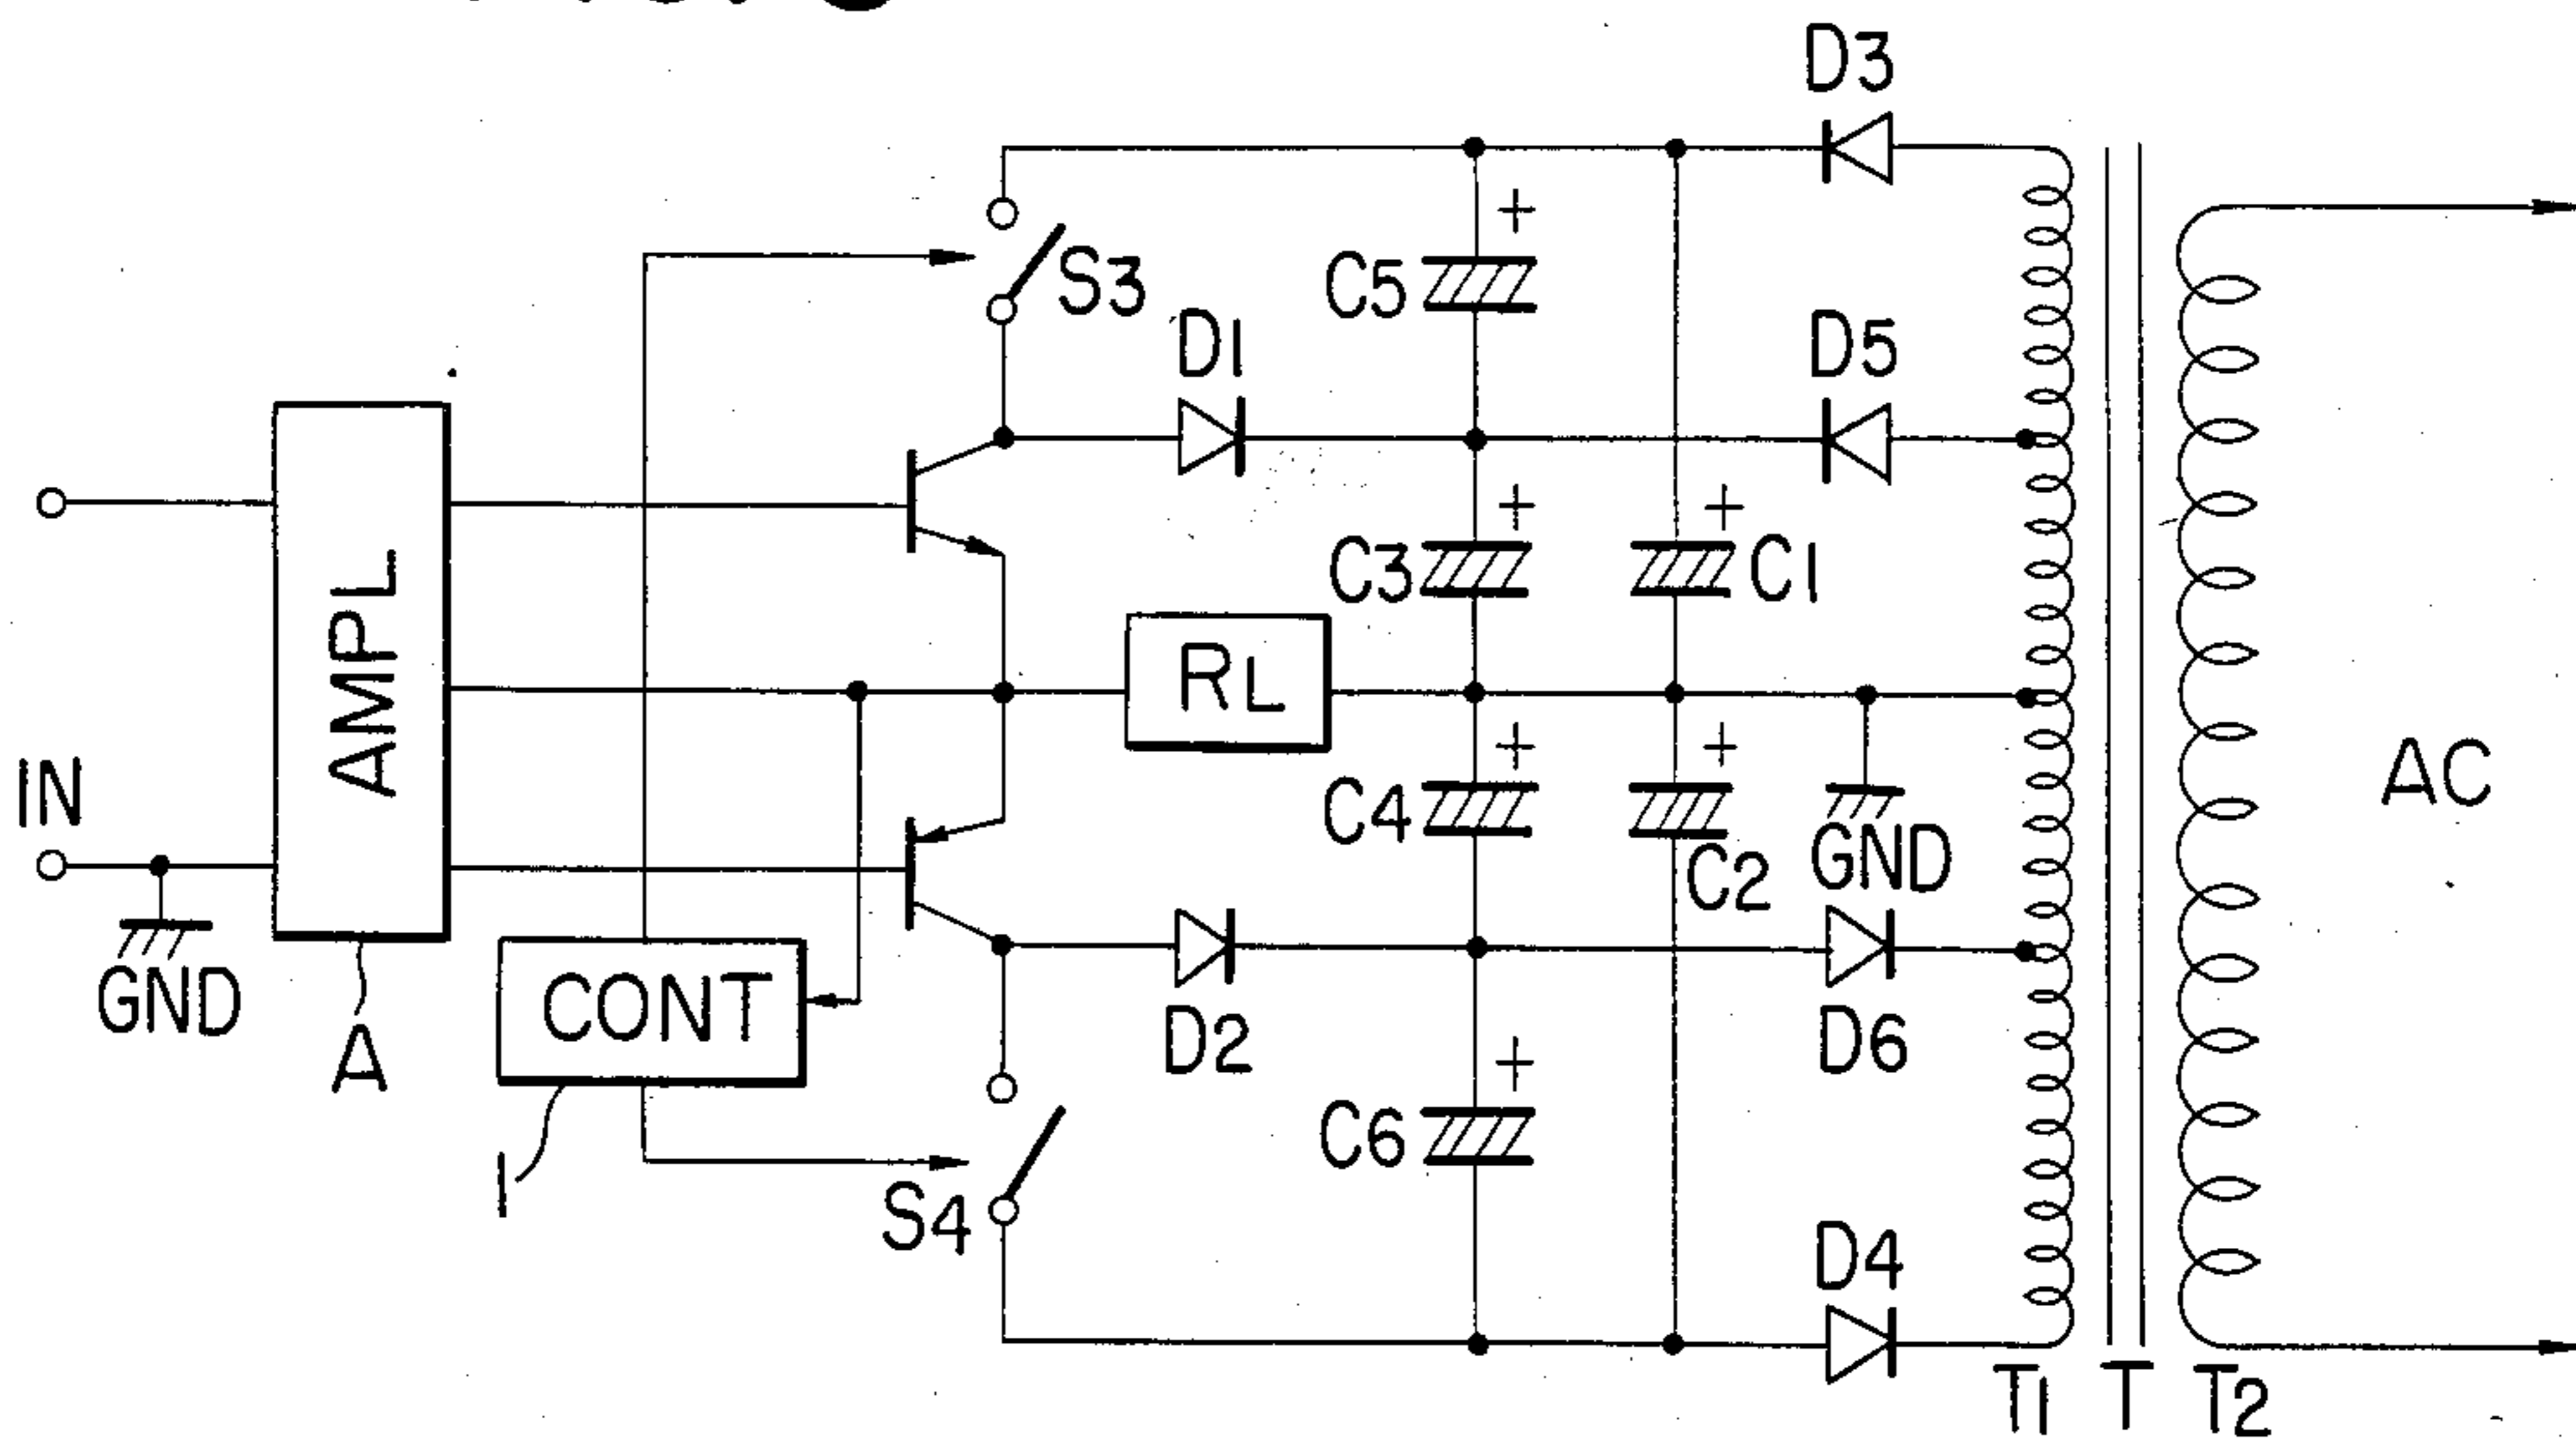 D3
+
S3
C5
D1
D5
+
+
C3
C1
AMPL
RL
+
+
IN
C4
AC
C2
GND
GND
CONT
D2
D6
+
A
C6
1
S4
D4
T1
T
T2